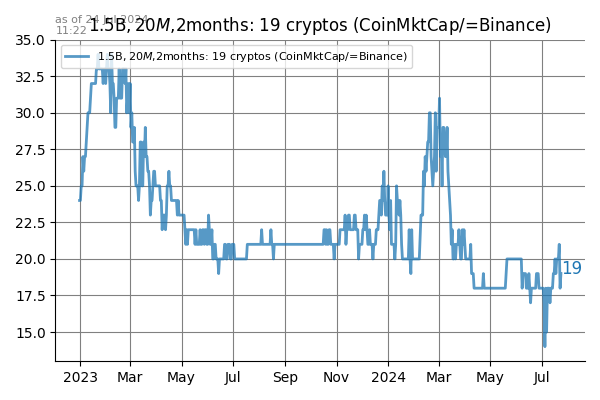 as of 24 Jul 2024
11:22
1.5B, 20M, 2months: 19 cryptos (CoinMktCap/=Binance)
1.5B, 20M, 2months: 19 cryptos (CoinMktCap/=Binance)
35.0
32.5
30.0
27.5
25.0
22.5
20.0
17.5
15.0
19
2023 Mar May Jul Sep Nov 2024 Mar May Jul